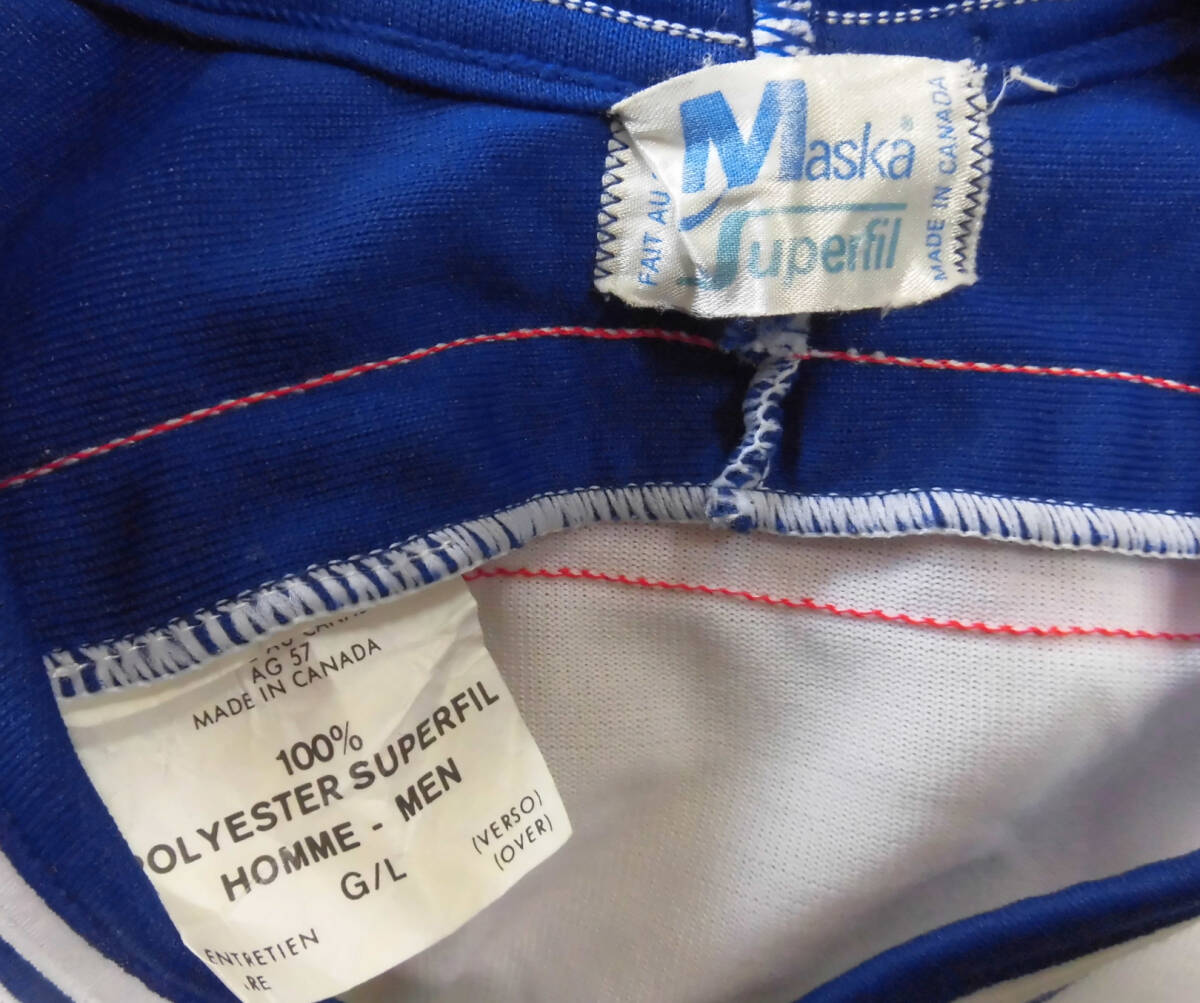 Maska®
Superfil
FAIT AU
MADE IN CANADA
AG 57
MADE IN CANADA
100%
POLYESTER SUPERFIL
HOMME - MEN
G/L
(VERSO)
(OVER)
ENTRETIEN